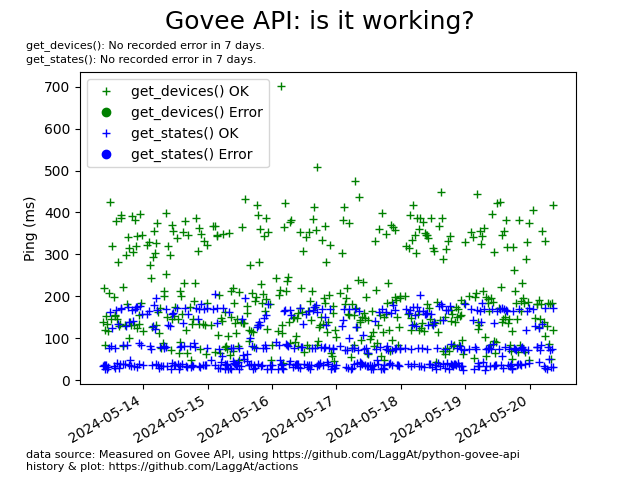 Govee API: is it working?
get_devices(): No recorded error in 7 days.
get_states(): No recorded error in 7 days.
700
600
500
400
300
200
100
0
Ping (ms)
get_devices() OK
get_devices() Error
get_states() OK
get_states() Error
2024-05-14
2024-05-15
2024-05-16
2024-05-17
2024-05-18
2024-05-19
2024-05-20
data source: Measured on Govee API, using https://github.com/LaggAt/python-govee-api
history & plot: https://github.com/LaggAt/actions